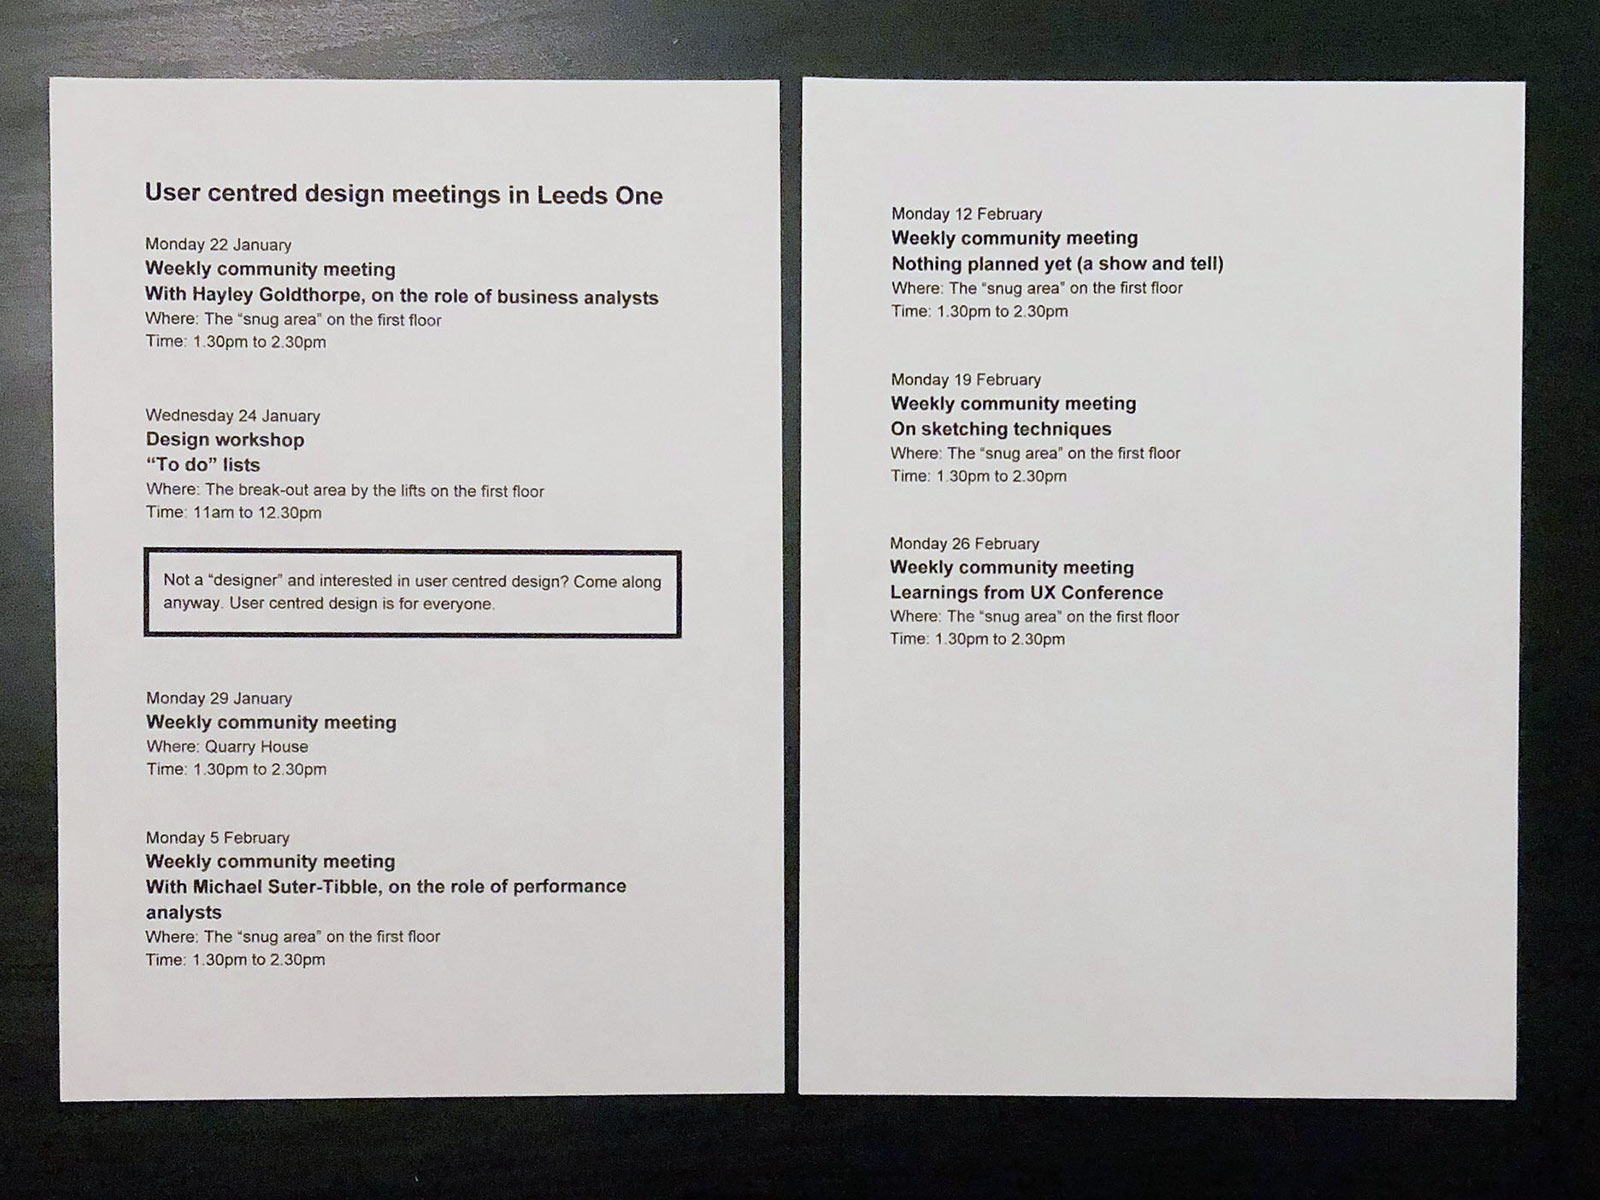 User centred design meetings in Leeds One
Monday 22 January
Weekly community meeting
With Hayley Goldthorpe, on the role of business analysts
Where: The “snug area” on the first floor
Time: 1.30pm to 2.30pm
Wednesday 24 January
Design workshop
“To do” lists
Where: The break-out area by the lifts on the first floor
Time: 11am to 12.30pm
Not a “designer” and interested in user centred design? Come along
anyway. User centred design is for everyone.
Monday 29 January
Weekly community meeting
Where: Quarry House
Time: 1.30pm to 2.30pm
Monday 5 February
Weekly community meeting
With Michael Suter-Tibble, on the role of performance
analysts
Where: The “snug area” on the first floor
Time: 1.30pm to 2.30pm
Monday 12 February
Weekly community meeting
Nothing planned yet (a show and tell)
Where: The “snug area” on the first floor
Time: 1.30pm to 2.30pm
Monday 19 February
Weekly community meeting
On sketching techniques
Where: The “snug area” on the first floor
Time: 1.30pm to 2.30pm
Monday 26 February
Weekly community meeting
Learnings from UX Conference
Where: The “snug area” on the first floor
Time: 1.30pm to 2.30pm